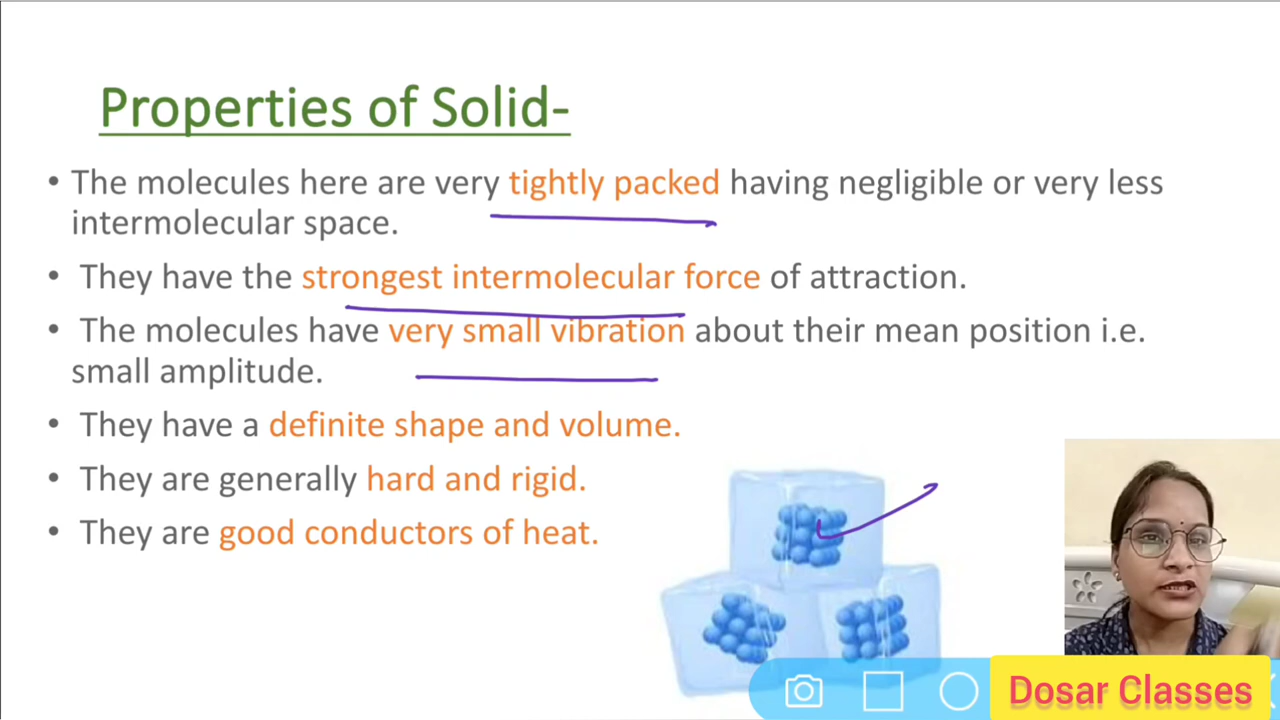 Properties of Solid-
• The molecules here are very tightly packed having negligible or very less
intermolecular space.
• They have the strongest intermolecular force of attraction.
• The molecules have very small vibration about their mean position i.e.
small amplitude.
• They have a definite shape and volume.
• They are generally hard and rigid.
• They are good conductors of heat.
Dosar Classes